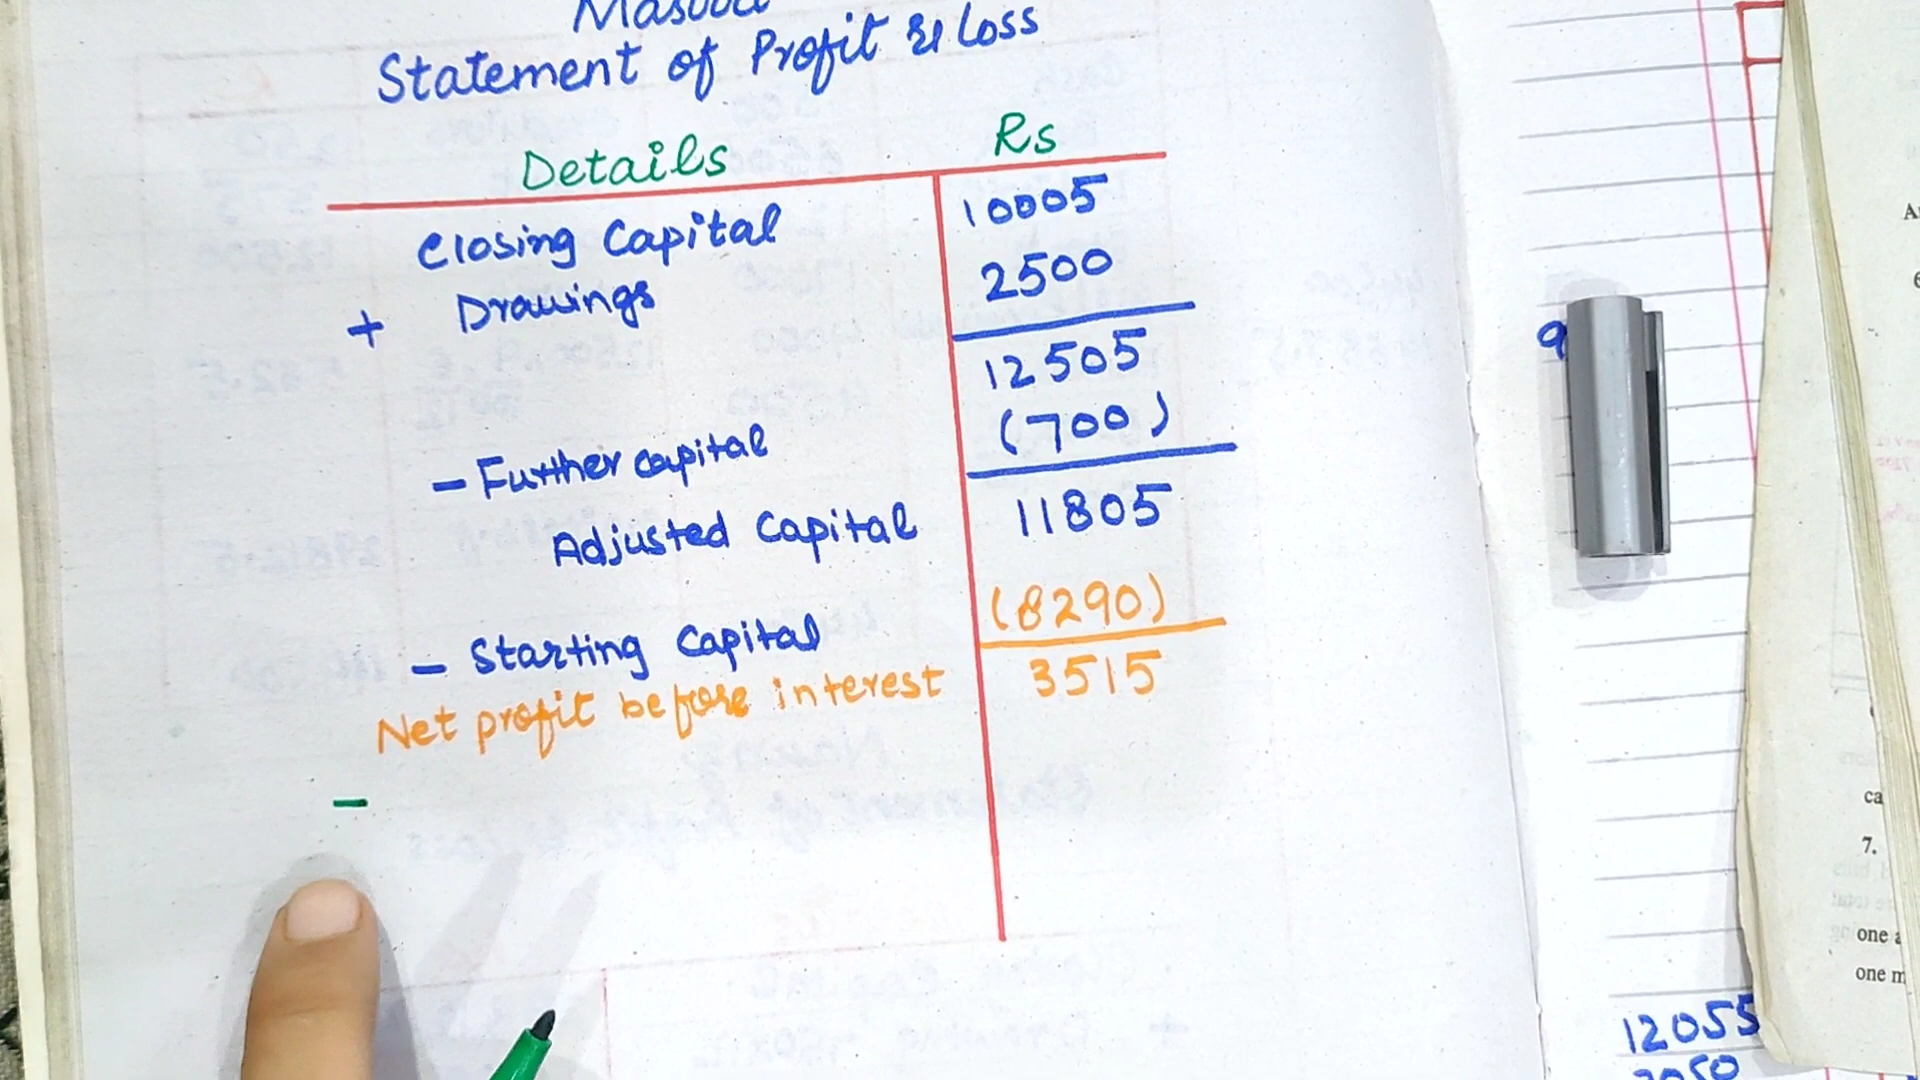 Masood
Statement of Profit & Loss
Details Rs
Closing Capital 10005
+ Drawings 2500
12505
- Further capital (700)
Adjusted Capital 11805
- Starting Capital (8290)
Net profit before interest 3515
-
9
ca
7.
one
one m
12055